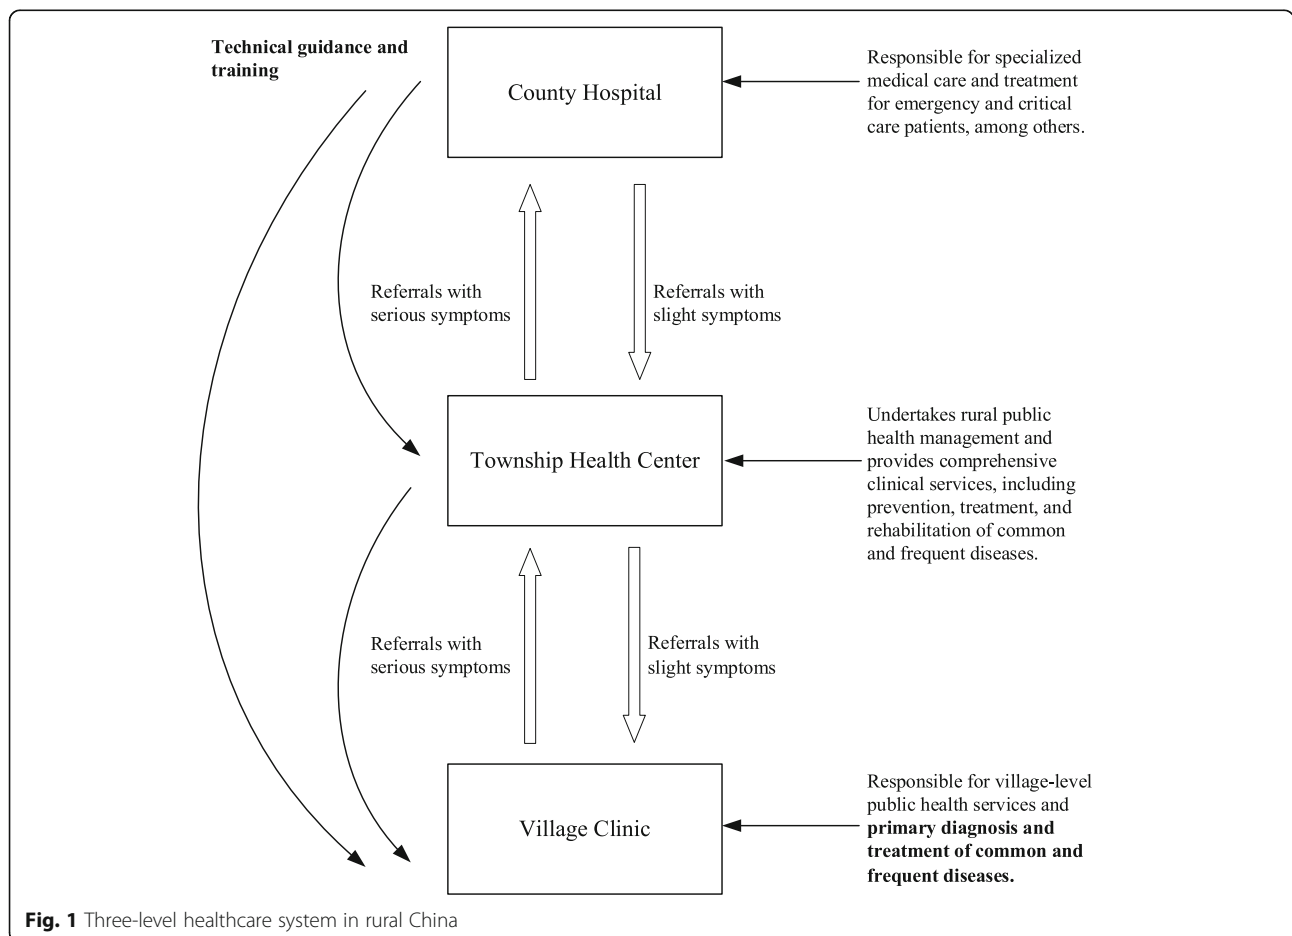 Technical guidance and
training
County Hospital
Responsible for specialized
medical care and treatment
for emergency and critical
care patients, among others.
Referrals with
serious symptoms
Referrals with
slight symptoms
Township Health Center
Undertakes rural public
health management and
provides comprehensive
clinical services, including
prevention, treatment, and
rehabilitation of common
and frequent diseases.
Referrals with
serious symptoms
Referrals with
slight symptoms
Village Clinic
Responsible for village-level
public health services and
primary diagnosis and
treatment of common and
frequent diseases.
Fig. 1 Three-level healthcare system in rural China